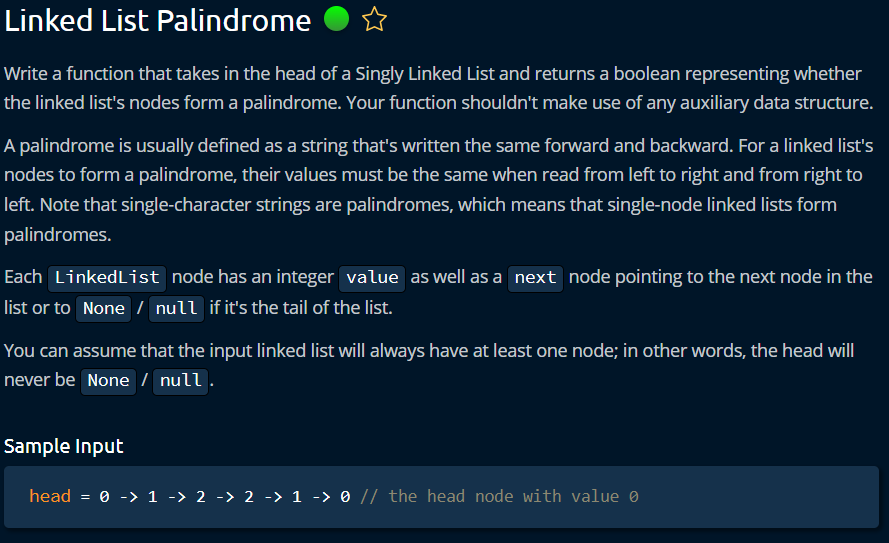 Linked List Palindrome
Write a function that takes in the head of a Singly Linked List and returns a boolean representing whether
the linked list's nodes form a palindrome. Your function shouldn't make use of any auxiliary data structure.
A palindrome is usually defined as a string that's written the same forward and backward. For a linked list's
nodes to form a palindrome, their values must be the same when read from left to right and from right to
left. Note that single-character strings are palindromes, which means that single-node linked lists form
palindromes.
Each LinkedList node has an integer value as well as a next node pointing to the next node in the
list or to None / null if it's the tail of the list.
You can assume that the input linked list will always have at least one node; in other words, the head will
never be None / null.
Sample Input
head = 0 -> 1 -> 2 -> 2 -> 1 -> 0 // the head node with value 0